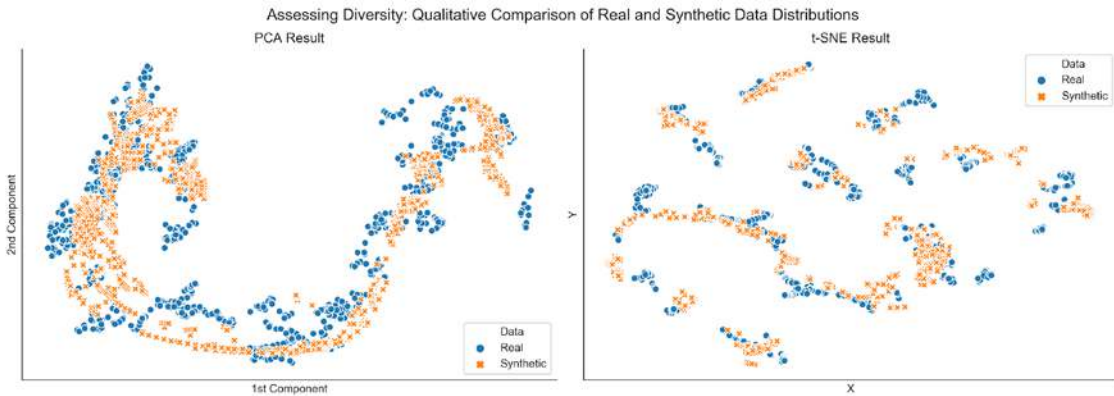 Assessing Diversity: Qualitative Comparison of Real and Synthetic Data Distributions
PCA Result
2nd Component
Data
Real
Synthetic
1st Component
t-SNE Result
Y
Data
Real
Synthetic
X